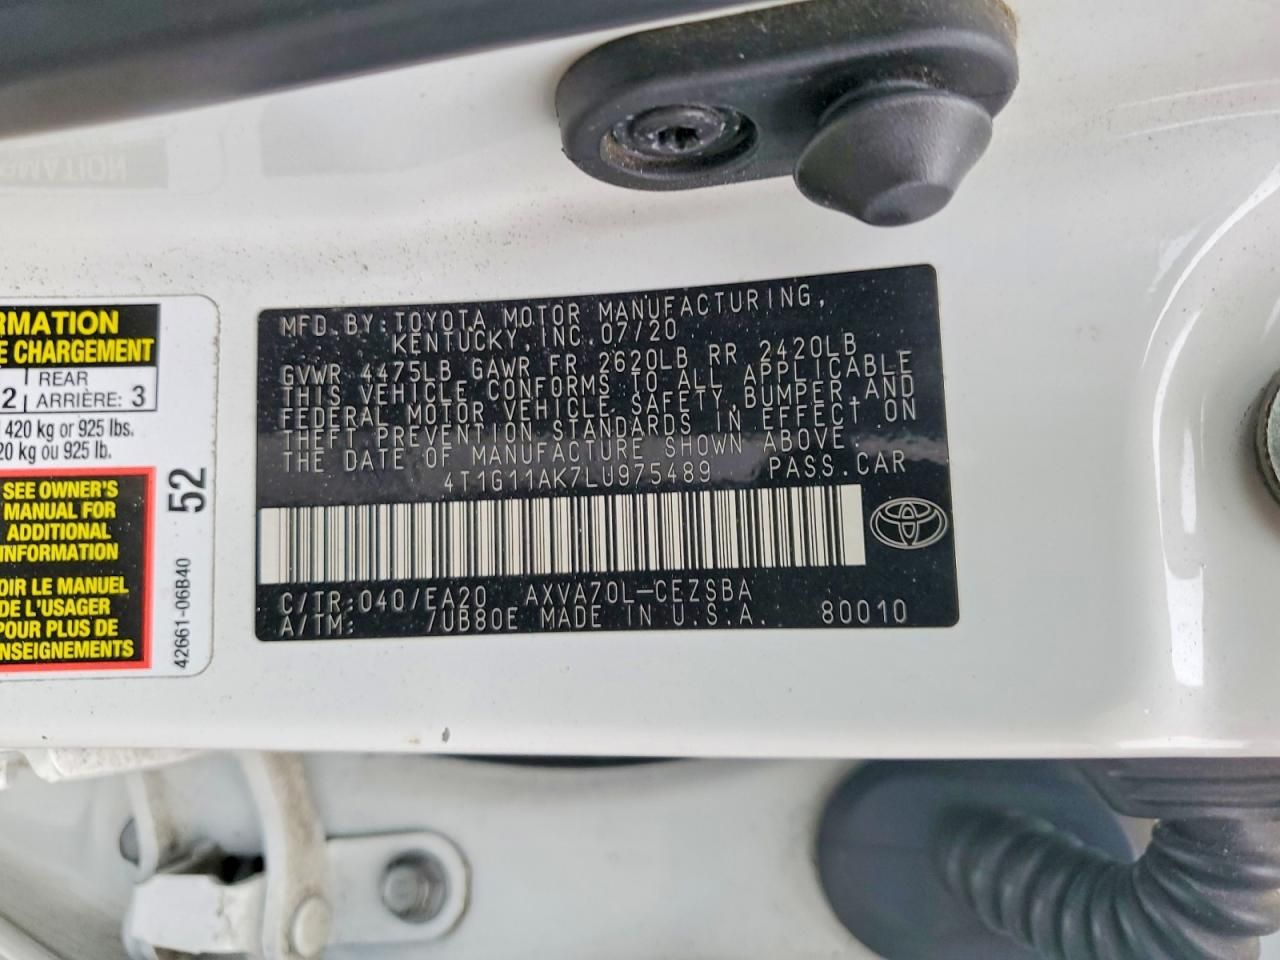 RMATION
E CHARGEMENT
2 REAR
ARRIÈRE: 3
420 kg or 925 lbs.
20 kg ou 925 lb.
SEE OWNER'S
MANUAL FOR
ADDITIONAL
INFORMATION
OIR LE MANUEL
DE L'USAGER
POUR PLUS DE
NSEIGNEMENTS
52
42661-06B40
MFD.BY:TOYOTA MOTOR MANUFACTURING,
KENTUCKY,INC.07/20
GVWR 4475LB GAWR FR 2620LB RR 2420LB
THIS VEHICLE CONFORMS TO ALL APPLICABLE
FEDERAL MOTOR VEHICLE SAFETY,BUMPER,AND
THEFT PREVENTION STANDARDS IN EFFECT ON
THE DATE OF MANUFACTURE SHOWN ABOVE.
4T1G11AK7LU975489 PASS.CAR
C/TR:040/EA20 AXVA70L-CEZSBA
A/TM: /UB80E MADE IN U.S.A. 80010